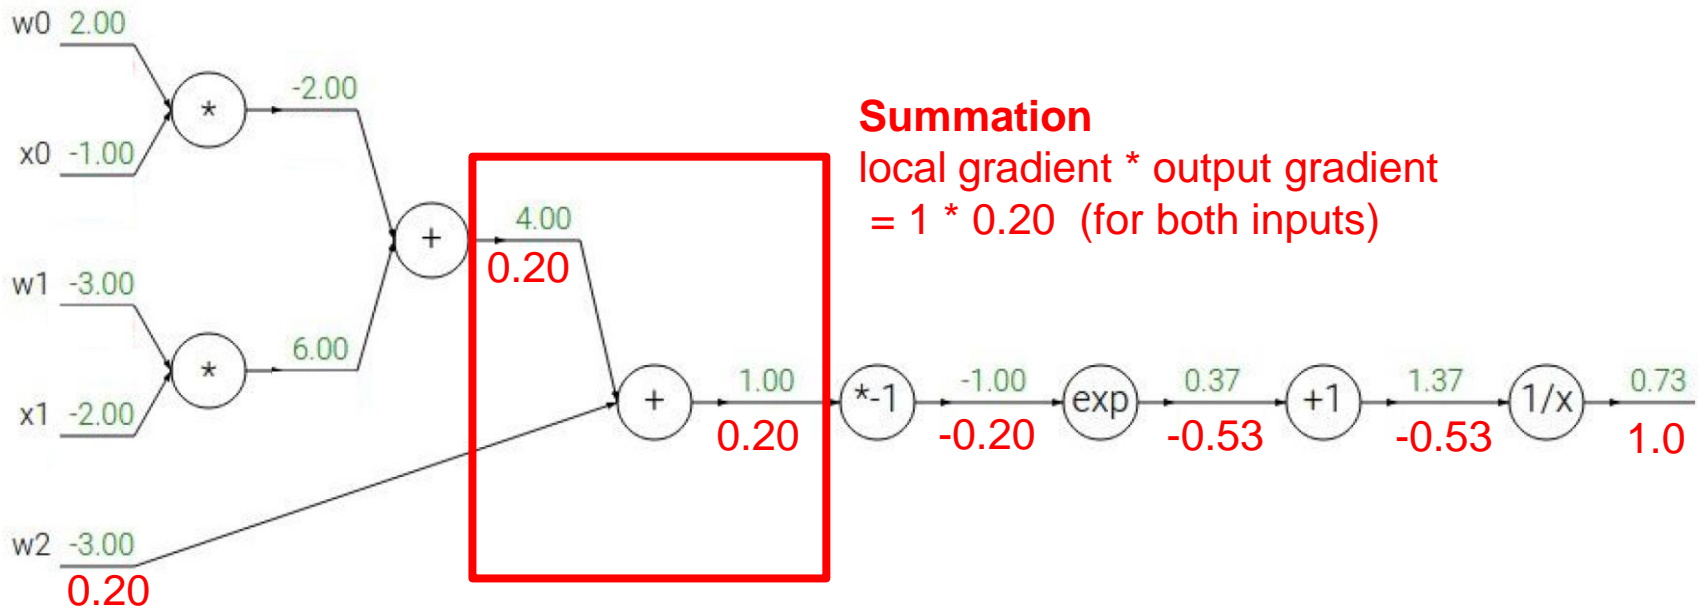 w0 2.00
*
-2.00
x0 -1.00
Summation
local gradient * output gradient
= 1 * 0.20 (for both inputs)
+
4.00
0.20
w1 -3.00
*
6.00
x1 -2.00
+
1.00
0.20
*-1
-1.00
-0.20
exp
0.37
-0.53
+1
1.37
-0.53
1/x
0.73
1.0
w2 -3.00
0.20